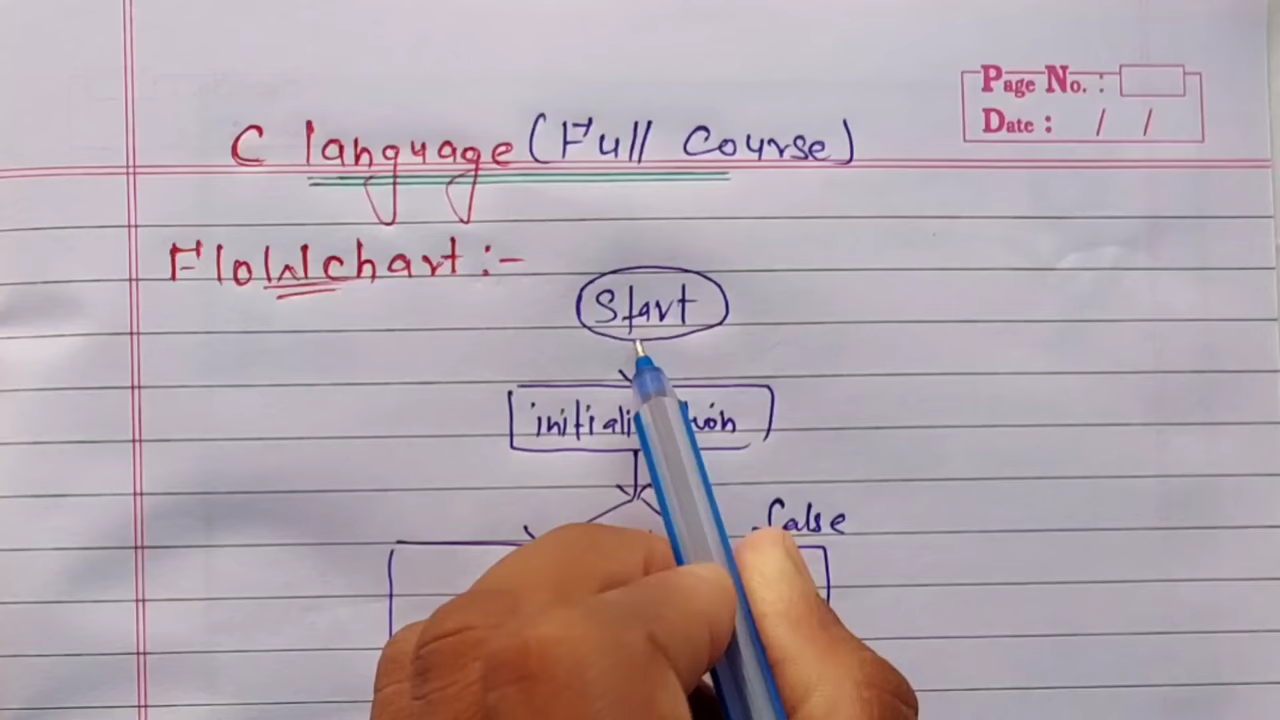 Page No. :
Date : / /
C language (Full Course)
Flowchart :-
Start
false